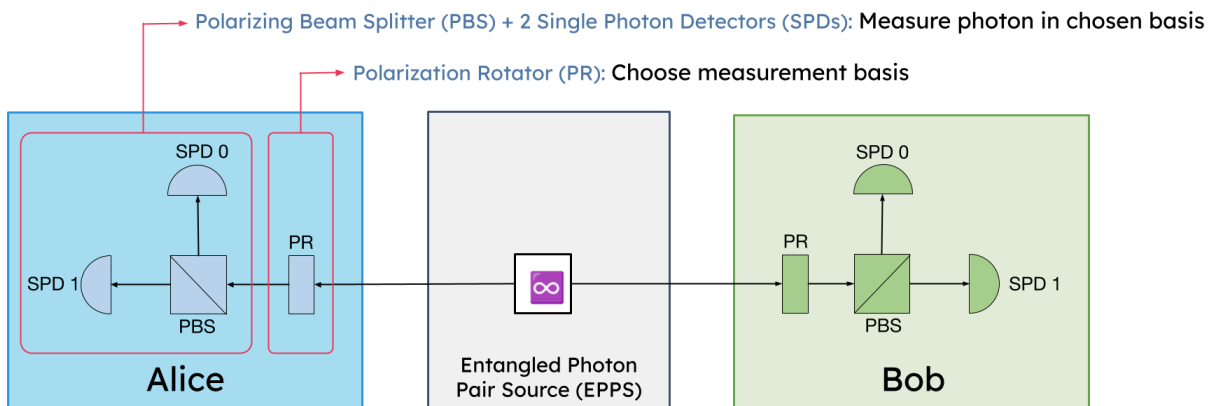 Polarizing Beam Splitter (PBS) + 2 Single Photon Detectors (SPDs): Measure photon in chosen basis
Polarization Rotator (PR): Choose measurement basis
SPD 0
SPD 1
PBS
PR
Alice
♾
Entangled Photon
Pair Source (EPPS)
SPD 0
PR
SPD 1
PBS
Bob